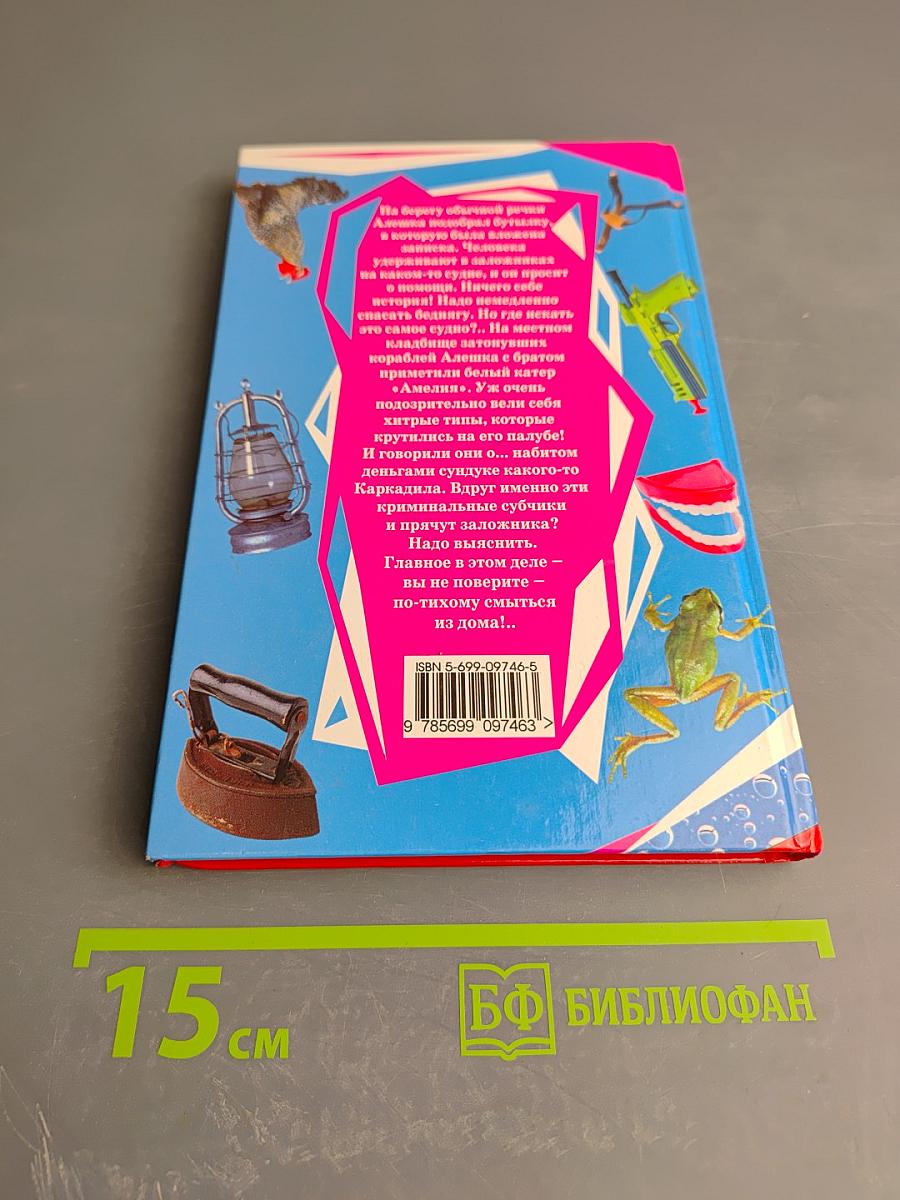 На берегу обычной речки
Алешка подобрал бутылку,
в которую была вложена
записка. Человека
удерживают в заложниках
на каком-то судне, и он просит
о помощи. Ничего себе
история! Надо немедленно
спасать беднягу. Но где искать
это самое судно?.. На местном
кладбище затонувших
кораблей Алешка с братом
приметили белый катер
«Амелия». Уж очень
подозрительно вели себя
хитрые типы, которые
крутились на его палубе!
И говорили они о... набитом
деньгами сундуке какого-то
Каркадила. Вдруг именно эти
криминальные субчики
и прячут заложника?
Надо выяснить.
Главное в этом деле –
вы не поверите –
по-тихому смыться
из дома!..
ISBN 5-699-09746-5
9 785699 097463 >
15 см
БФ БИБЛИОФАН